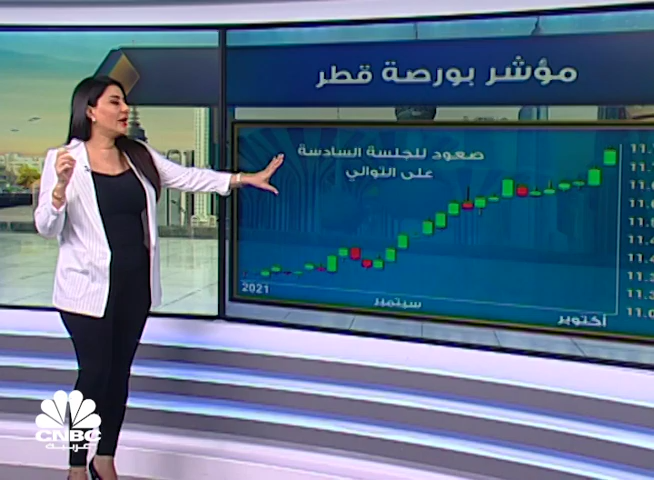 مؤشر بورصة قطر
صعود للجلسة السادسة
على التوالي
2021
سبتمبر
أكتوبر
CNBC
عربية